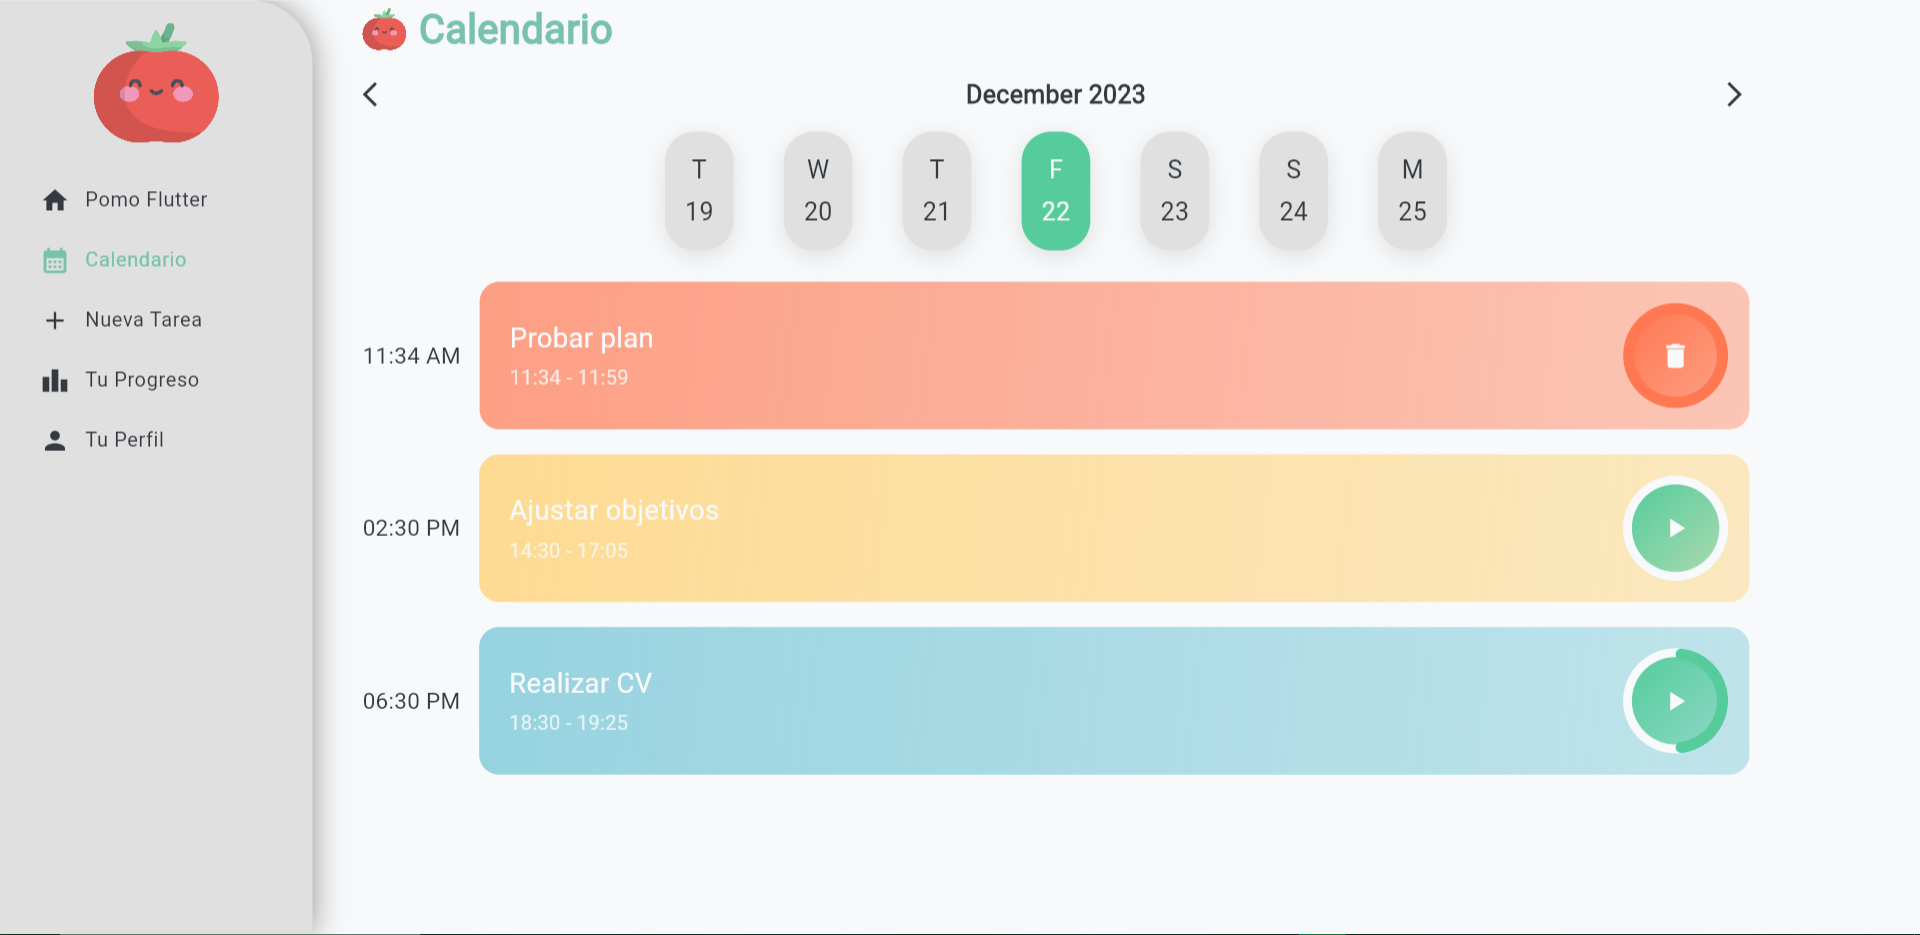 Pomo Flutter
Calendario
Nueva Tarea
Tu Progreso
Tu Perfil
Calendario
December 2023
T W T F S S M
19 20 21 22 23 24 25
11:34 AM
Probar plan
11:34 - 11:59
02:30 PM
Ajustar objetivos
14:30 - 17:05
06:30 PM
Realizar CV
18:30 - 19:25